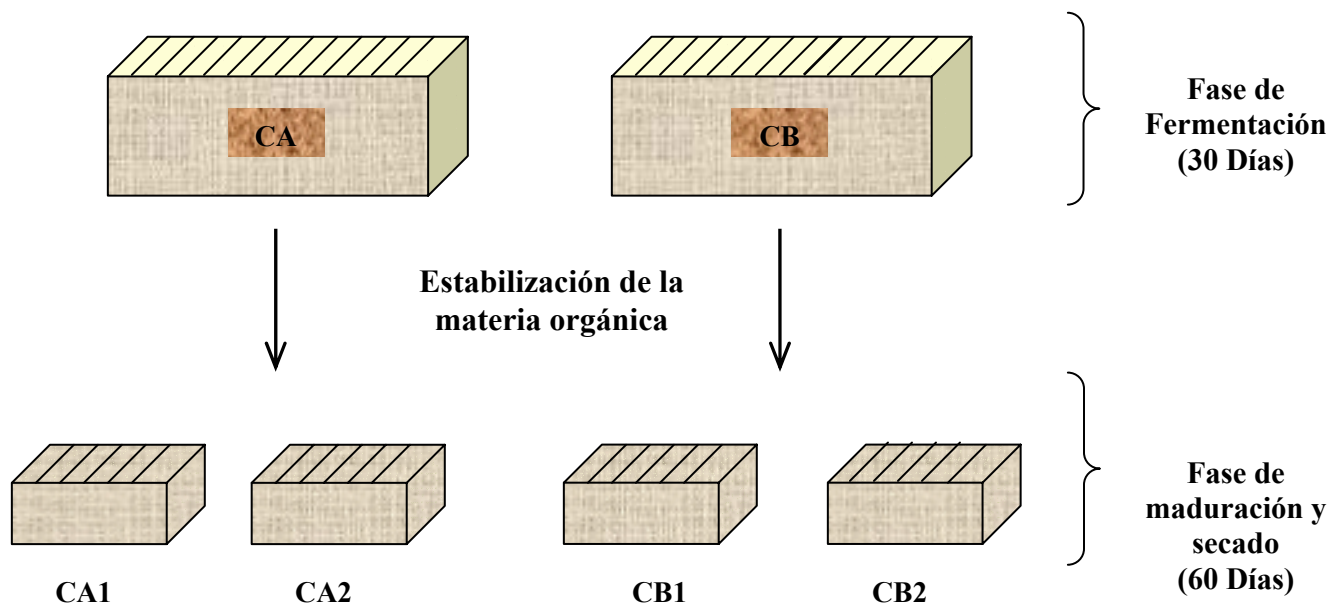 CA
CB
Fase de
Fermentación
(30 Días)
Estabilización de la
materia orgánica
Fase de
maduración y
secado
(60 Días)
CA1
CA2
CB1
CB2